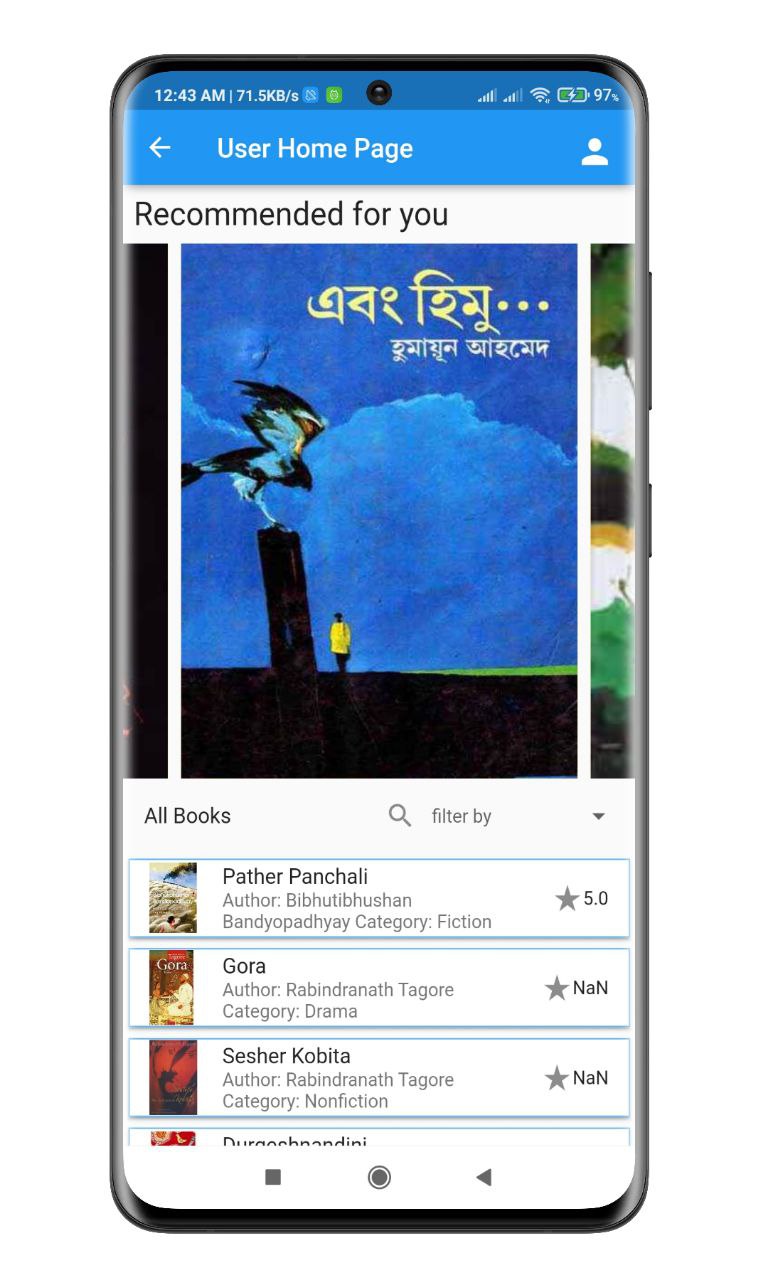 12:43 AM | 71.5KB/s
97%
User Home Page
Recommended for you
এবং হিমু...
হুমায়ূন আহমেদ
All Books
filter by
Pather Panchali
Author: Bibhutibhushan
Bandyopadhyay Category: Fiction
5.0
Gora
Author: Rabindranath Tagore
Category: Drama
NaN
Tagore
Gora
Sesher Kobita
Author: Rabindranath Tagore
Category: Nonfiction
NaN
Durgeshnandini